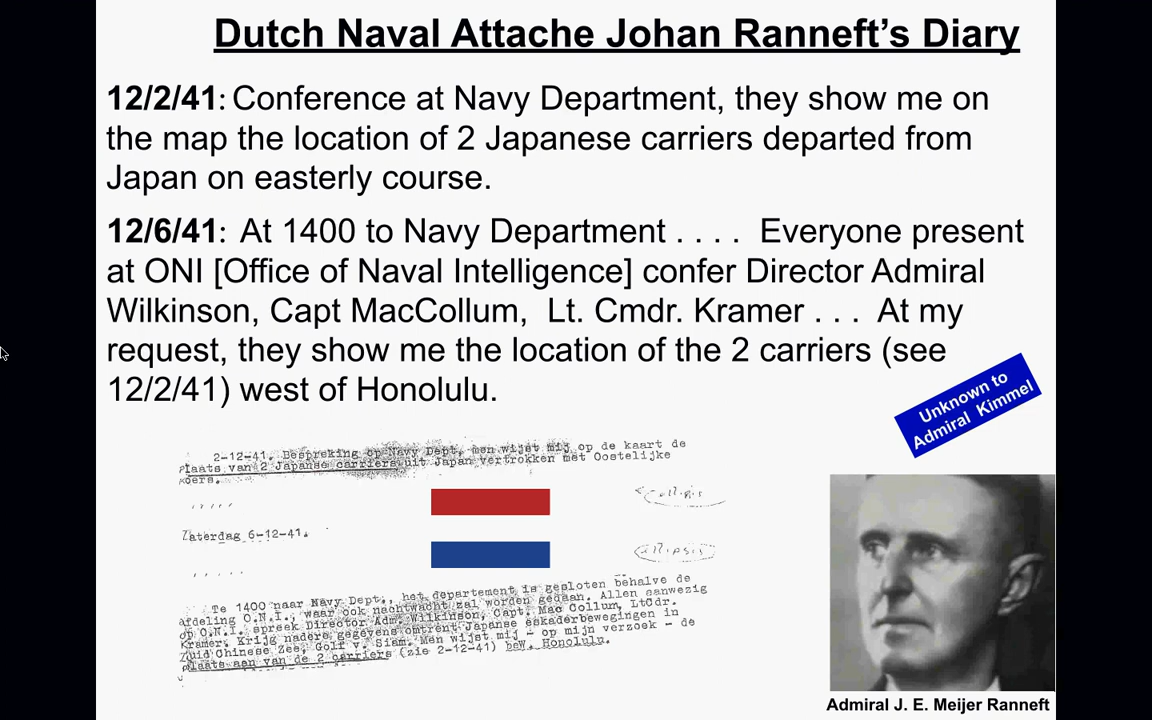 Dutch Naval Attache Johan Ranneft’s Diary
12/2/41: Conference at Navy Department, they show me on
the map the location of 2 Japanese carriers departed from
Japan on easterly course.
12/6/41: At 1400 to Navy Department . . . . Everyone present
at ONI [Office of Naval Intelligence] confer Director Admiral
Wilkinson, Capt MacCollum, Lt. Cmdr. Kramer . . . At my
request, they show me the location of the 2 carriers (see
12/2/41) west of Honolulu.
Unknown to
Admiral Kimmel
2-12-41. Bespreking op Navy Dept, men wijst mij op de kaart de
plaats van 2 Japanse carriers uit Japan vertrokken met Oostelijke
koers.
. . . . .
ellipsis
Zaterdag 6-12-41.
. . . . .
ellipsis
Te 1400 naar Navy Dept., het departement is gesloten behalve de
afdeling O.N.I., waar ook nachtwacht zal worden gedaan. Allen aanwezig
op O.N.I. spreek Director Adm. Wilkinson, Capt. Mac Collum, LtCdr.
Kramer. Krijg nadere gegevens omtrent Japanse eskaderbewegingen in
Zuid Chinese Zee, Golf v. Siam. Men wijst mij - op mijn verzoek - de
plaats aan van de 2 carriers (zie 2-12-41) bew. Honolulu.
Admiral J. E. Meijer Ranneft